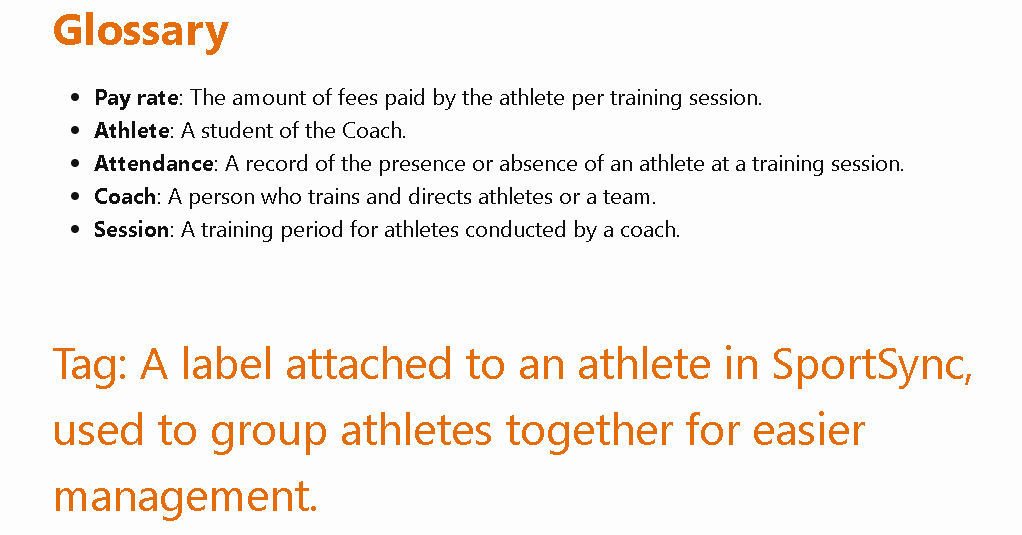 Glossary
• Pay rate: The amount of fees paid by the athlete per training session.
• Athlete: A student of the Coach.
• Attendance: A record of the presence or absence of an athlete at a training session.
• Coach: A person who trains and directs athletes or a team.
• Session: A training period for athletes conducted by a coach.
Tag: A label attached to an athlete in SportSync,
used to group athletes together for easier
management.